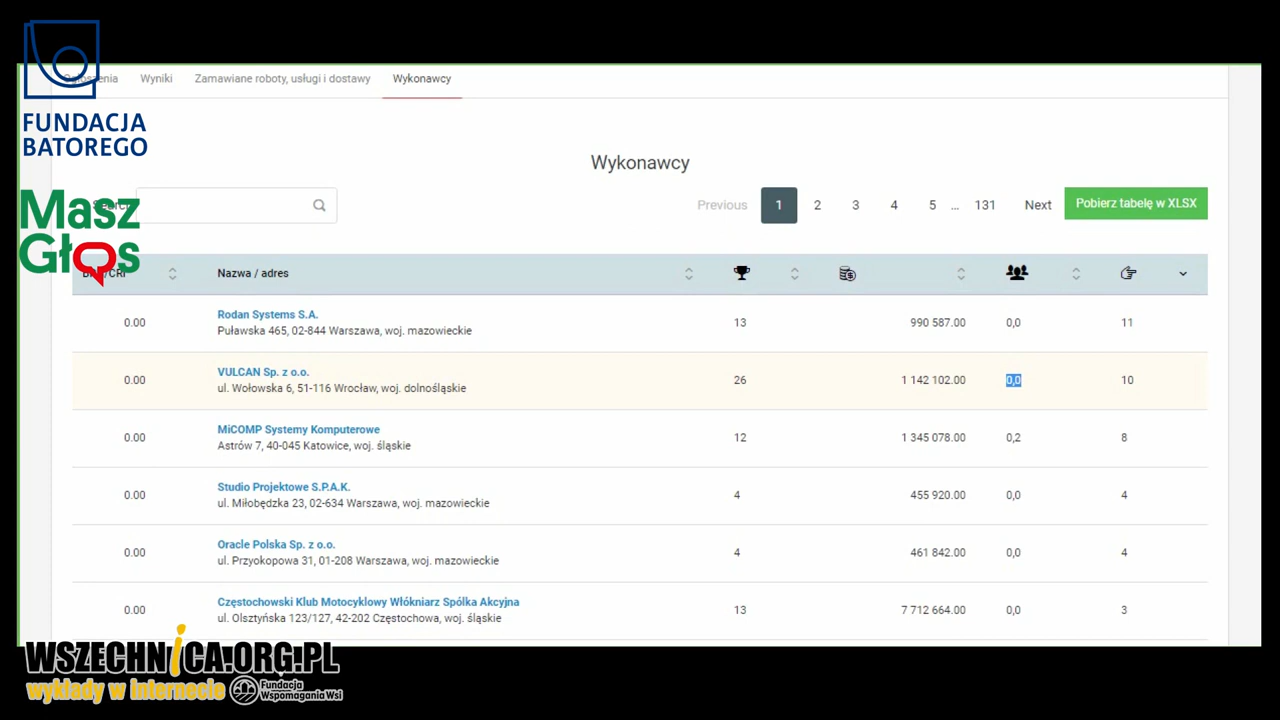 FUNDACJA
BATOREGO
Masz
Głos
Wyniki
Zamawiane roboty, usługi i dostawy
Wykonawcy
Wykonawcy
Previous
1
2
3
4
5
...
131
Next
Pobierz tabelę w XLSX
Nazwa / adres
0.00
Rodan Systems S.A.
Puławska 465, 02-844 Warszawa, woj. mazowieckie
13
990 587.00
0,0
11
0.00
VULCAN Sp. z o.o.
ul. Wołowska 6, 51-116 Wrocław, woj. dolnośląskie
26
1 142 102.00
0,0
10
0.00
MiCOMP Systemy Komputerowe
Astrów 7, 40-045 Katowice, woj. śląskie
12
1 345 078.00
0,2
8
0.00
Studio Projektowe S.P.A.K.
ul. Miłobędzka 23, 02-634 Warszawa, woj. mazowieckie
4
455 920.00
0,0
4
0.00
Oracle Polska Sp. z o.o.
ul. Przyokopowa 31, 01-208 Warszawa, woj. mazowieckie
4
461 842.00
0,0
4
0.00
Częstochowski Klub Motocyklowy Włókniarz Spólka Akcyjna
ul. Olsztyńska 123/127, 42-202 Częstochowa, woj. śląskie
13
7 712 664.00
0,0
3
WSZECHNICA.ORG.PL
wykłady w internecie
Fundacja
Wspomagania Wsi